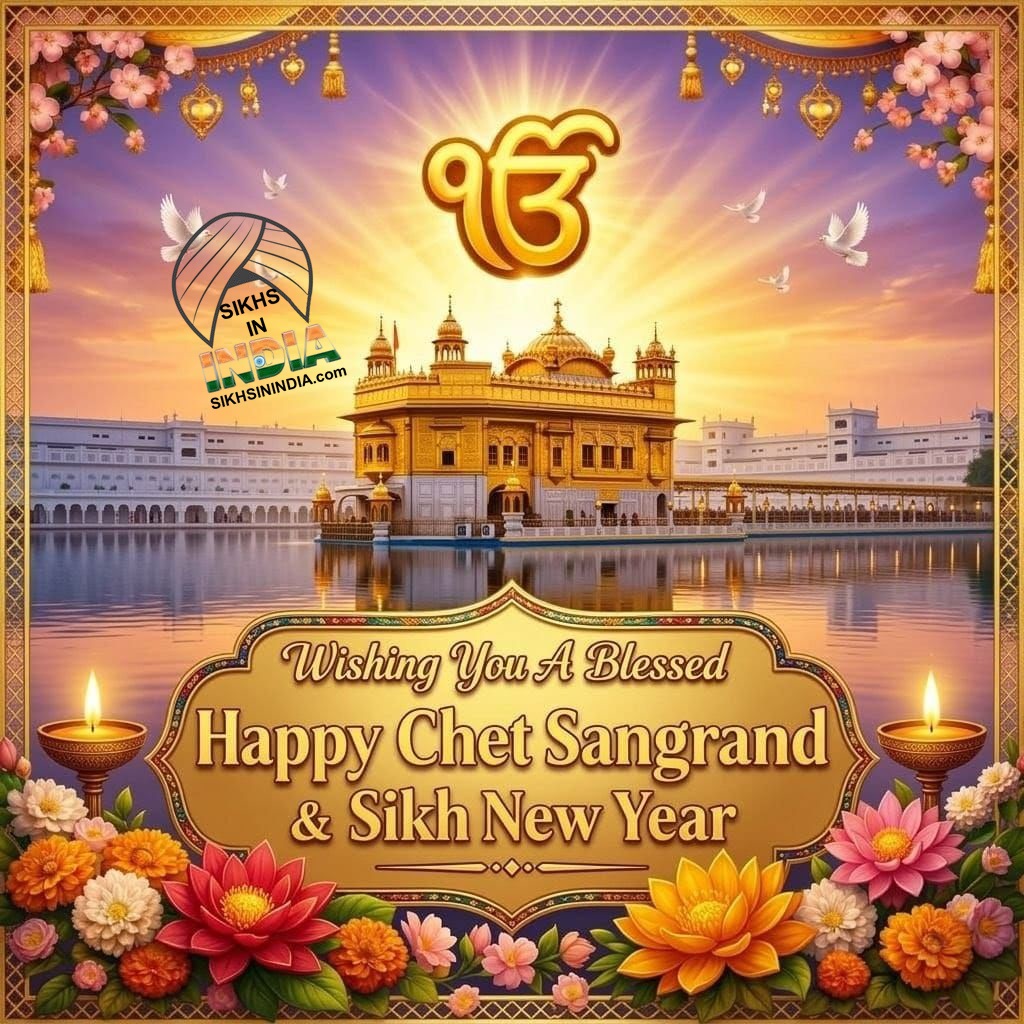 ੴ
SIKHS
IN
INDIA
SIKHSININDIA.com
Wishing You A Blessed
Happy Chet Sangrand
& Sikh New Year